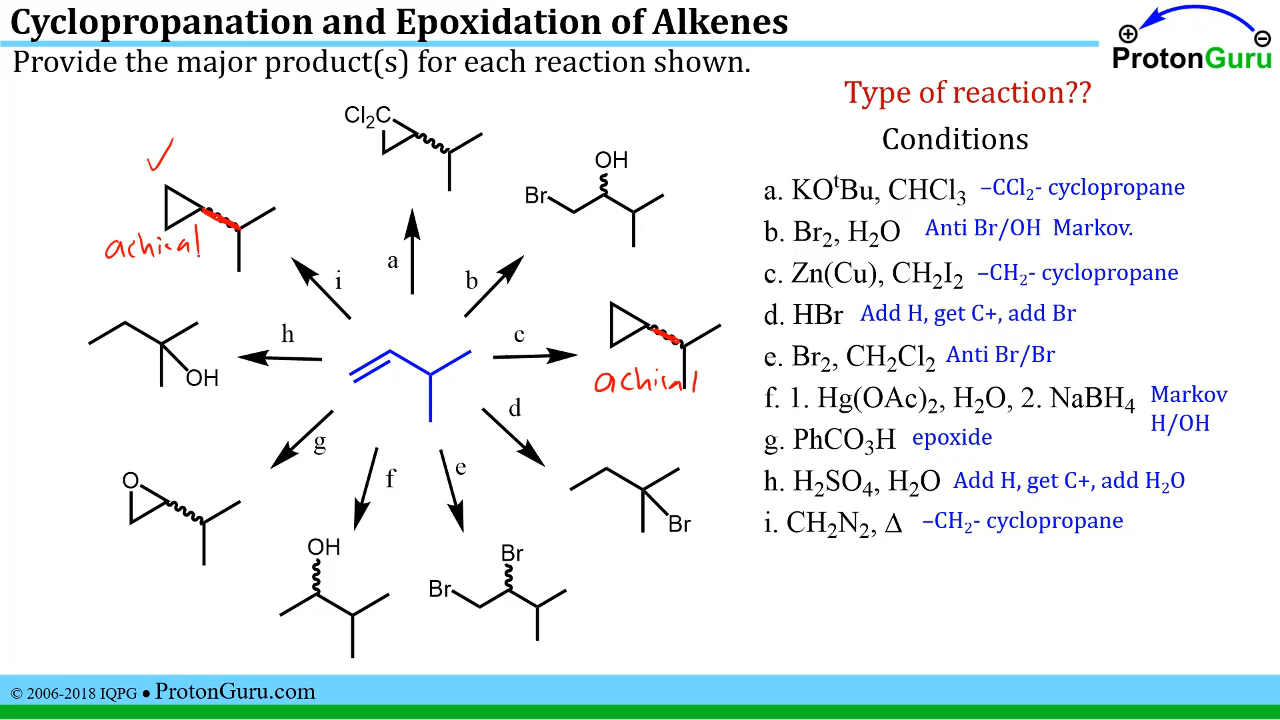 Cyclopropanation and Epoxidation of Alkenes
ProtonGuru
Provide the major product(s) for each reaction shown.
Type of reaction??
Conditions
a. KOᵗBu, CHCl₃ –CCl₂- cyclopropane
b. Br₂, H₂O Anti Br/OH Markov.
c. Zn(Cu), CH₂I₂ –CH₂- cyclopropane
d. HBr Add H, get C+, add Br
e. Br₂, CH₂Cl₂ Anti Br/Br
f. 1. Hg(OAc)₂, H₂O, 2. NaBH₄ Markov
H/OH
g. PhCO₃H epoxide
h. H₂SO₄, H₂O Add H, get C+, add H₂O
i. CH₂N₂, Δ –CH₂- cyclopropane
Cl₂C
OH
Br
achiral
a
i
b
h
c
OH
achiral
d
g
f
e
O
Br
OH
Br
Br
© 2006-2018 IQPG ● ProtonGuru.com